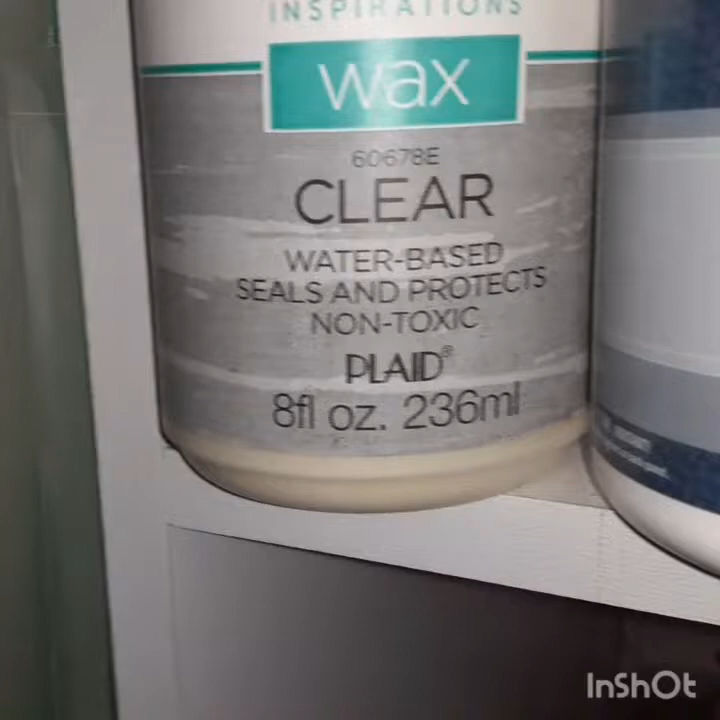 INSPIRATIONS
wax
60678E
CLEAR
WATER-BASED
SEALS AND PROTECTS
NON-TOXIC
PLAID®
8fl oz. 236ml
InShOt